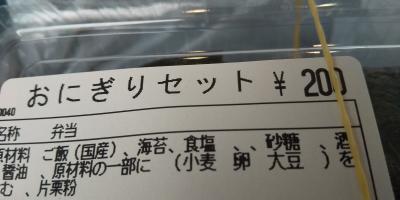 おにぎりセット ¥ 200
0040
名称 弁当
原材料 ご飯(国産)、海苔、食塩、砂糖、酒
醤油、原材料の一部に(小麦 卵 大豆)を
む、片栗粉